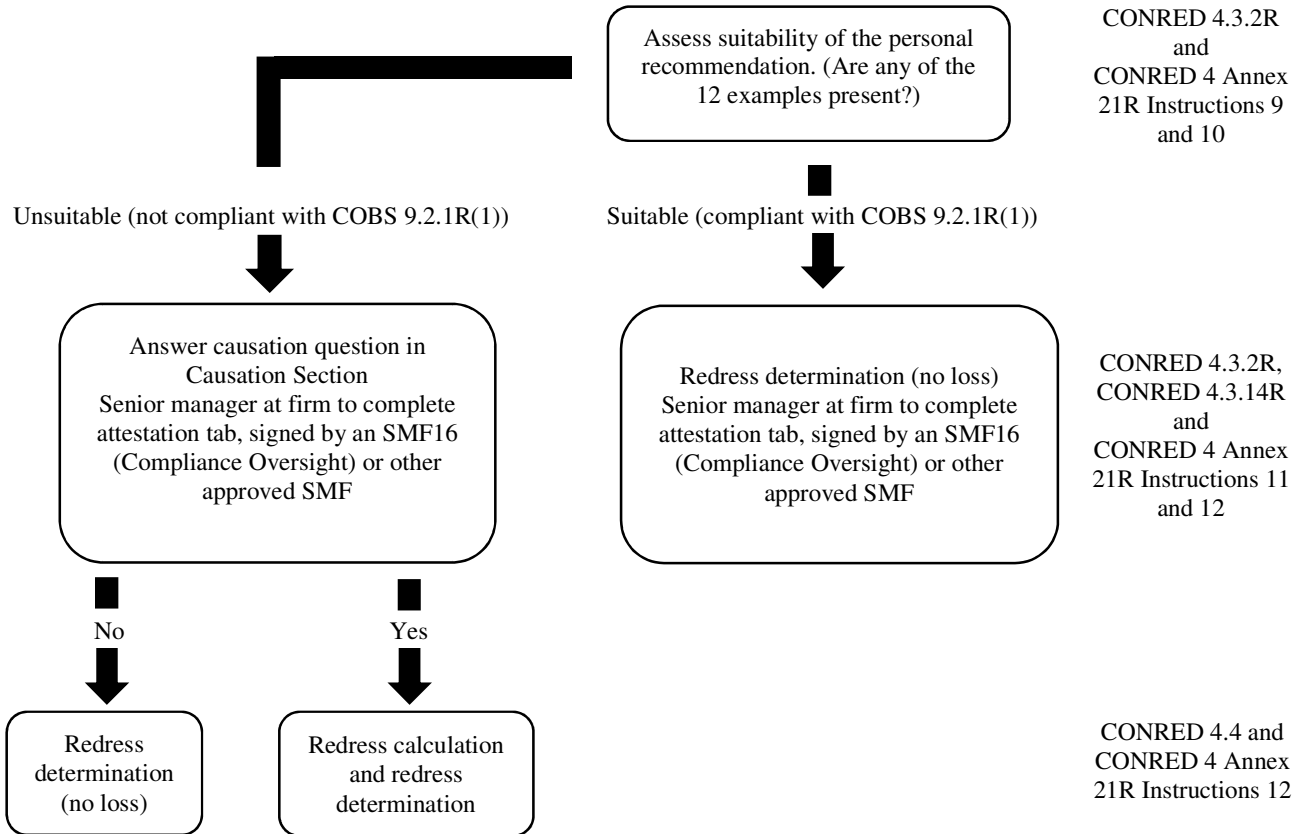 Assess suitability of the personal
recommendation. (Are any of the
12 examples present?)
CONRED 4.3.2R
and
CONRED 4 Annex
21R Instructions 9
and 10
Unsuitable (not compliant with COBS 9.2.1R(1))
Suitable (compliant with COBS 9.2.1R(1))
Answer causation question in
Causation Section
Senior manager at firm to complete
attestation tab, signed by an SMF16
(Compliance Oversight) or other
approved SMF
Redress determination (no loss)
Senior manager at firm to complete
attestation tab, signed by an SMF16
(Compliance Oversight) or other
approved SMF
CONRED 4.3.2R,
CONRED 4.3.14R
and
CONRED 4 Annex
21R Instructions 11
and 12
No
Yes
Redress
determination
(no loss)
Redress calculation
and redress
determination
CONRED 4.4 and
CONRED 4 Annex
21R Instructions 12